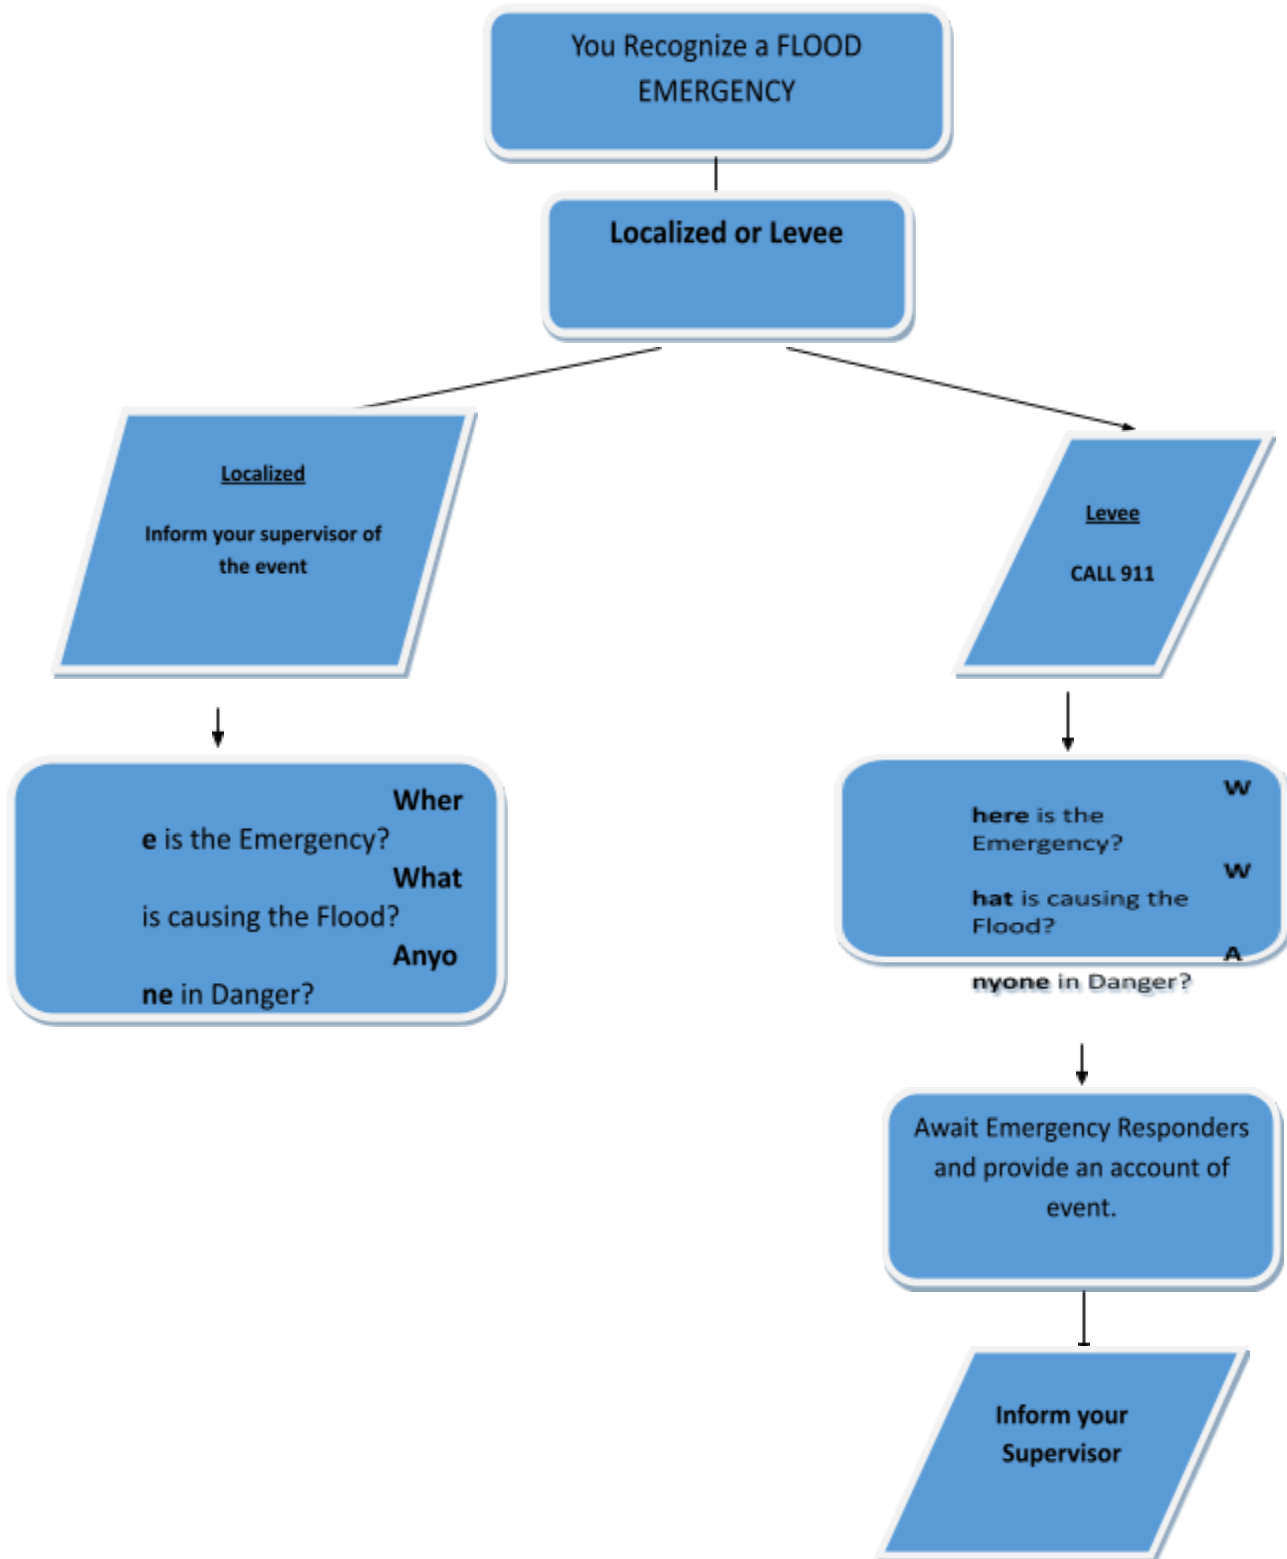 You Recognize a FLOOD
EMERGENCY
Localized or Levee
Localized
Inform your supervisor of
the event
Wher
e is the Emergency?
What
is causing the Flood?
Anyo
ne in Danger?
Levee
CALL 911
W
here is the
Emergency?
W
hat is causing the
Flood?
A
nyone in Danger?
Await Emergency Responders
and provide an account of
event.
Inform your
Supervisor